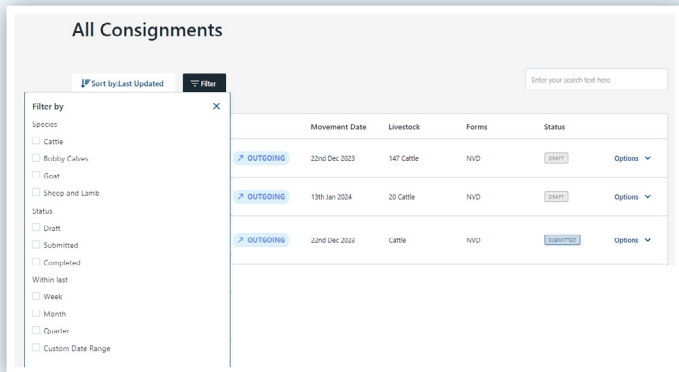 All Consignments
Sort by:Last Updated
Filter
Enter your search text here
Filter by
Species
Cattle
Bobby Calves
Goat
Sheep and Lamb
Status
Draft
Submitted
Completed
Within last
Week
Month
Quarter
Custom Date Range
Movement Date Livestock Forms Status
OUTGOING 22nd Dec 2023 147 Cattle NVD DRAFT Options
OUTGOING 13th Jan 2024 20 Cattle NVD DRAFT Options
OUTGOING 22nd Dec 2023 Cattle NVD SUBMITTED Options